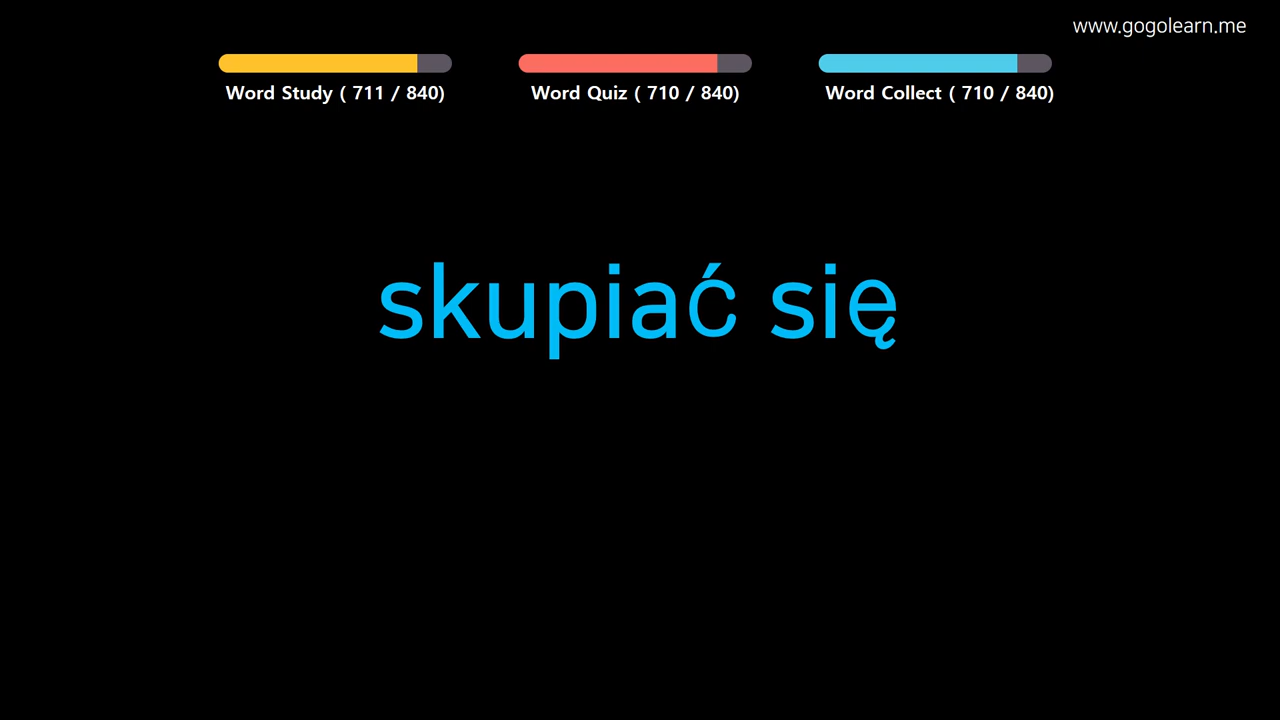 www.gogolearn.me
Word Study ( 711 / 840)
Word Quiz ( 710 / 840)
Word Collect ( 710 / 840)
skupiać się